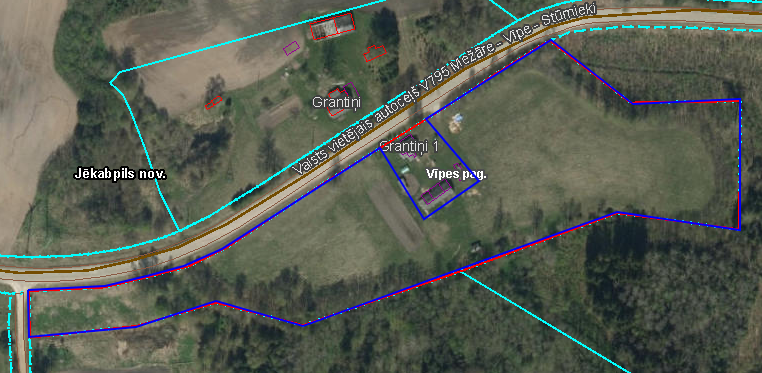 Valsts vietējais autoceļš V795 Mežāre - Vīpe - Stūrnieki
Grantiņi
Grantiņi 1
Jēkabpils nov.
Vīpes pag.